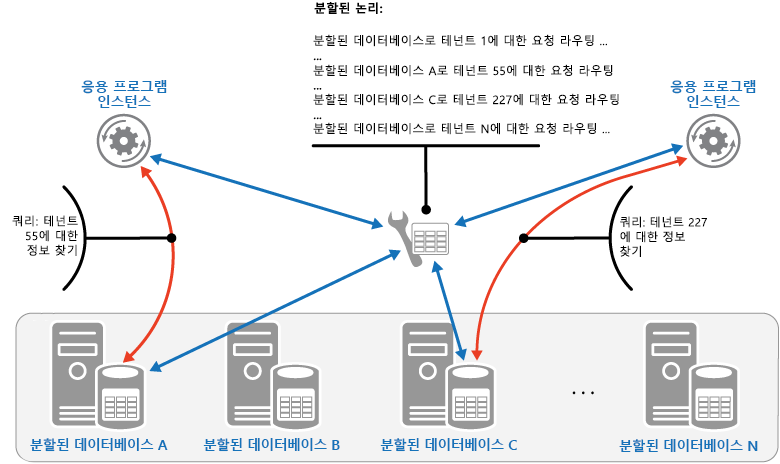 분할된 논리:
분할된 데이터베이스로 테넌트 1에 대한 요청 라우팅 ...
...
분할된 데이터베이스 A로 테넌트 55에 대한 요청 라우팅
...
분할된 데이터베이스 C로 테넌트 227에 대한 요청 라우팅
...
분할된 데이터베이스로 테넌트 N에 대한 요청 라우팅 ...
응용 프로그램
인스턴스
응용 프로그램
인스턴스
쿼리: 테넌트
55에 대한
정보 찾기
쿼리: 테넌트 227
에 대한 정보
찾기
...
분할된 데이터베이스 A
분할된 데이터베이스 B
분할된 데이터베이스 C
분할된 데이터베이스 N